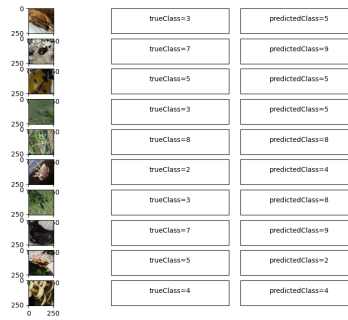 0
trueClass=3 predictedClass=5
250
0
trueClass=7 predictedClass=9
250
0
trueClass=5 predictedClass=5
250
0
trueClass=3 predictedClass=5
250
0
trueClass=8 predictedClass=8
250
0
trueClass=2 predictedClass=4
250
0
trueClass=3 predictedClass=8
250
0
trueClass=7 predictedClass=9
250
0
trueClass=5 predictedClass=2
250
0
trueClass=4 predictedClass=4
250
0 250